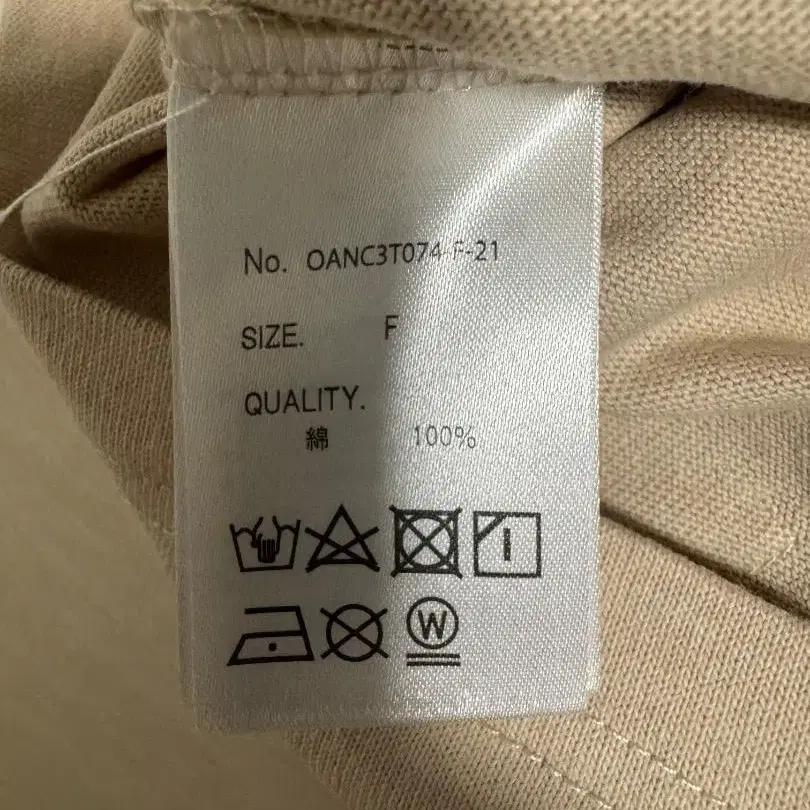 No. OANC3T074 F-21
SIZE. F
QUALITY.
綿 100%
W